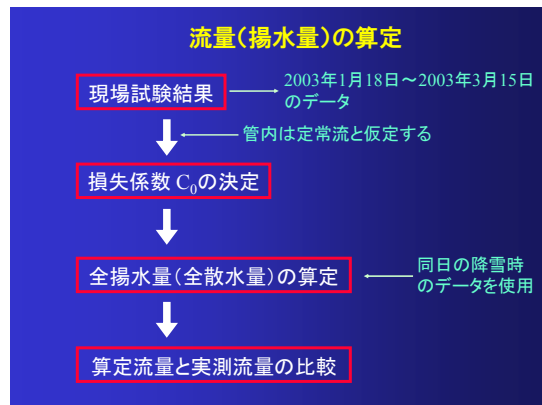 流量(揚水量)の算定
現場試験結果
2003年1月18日～2003年3月15日
のデータ
管内は定常流と仮定する
損失係数 C₀の決定
全揚水量(全散水量)の算定
同日の降雪時
のデータを使用
算定流量と実測流量の比較